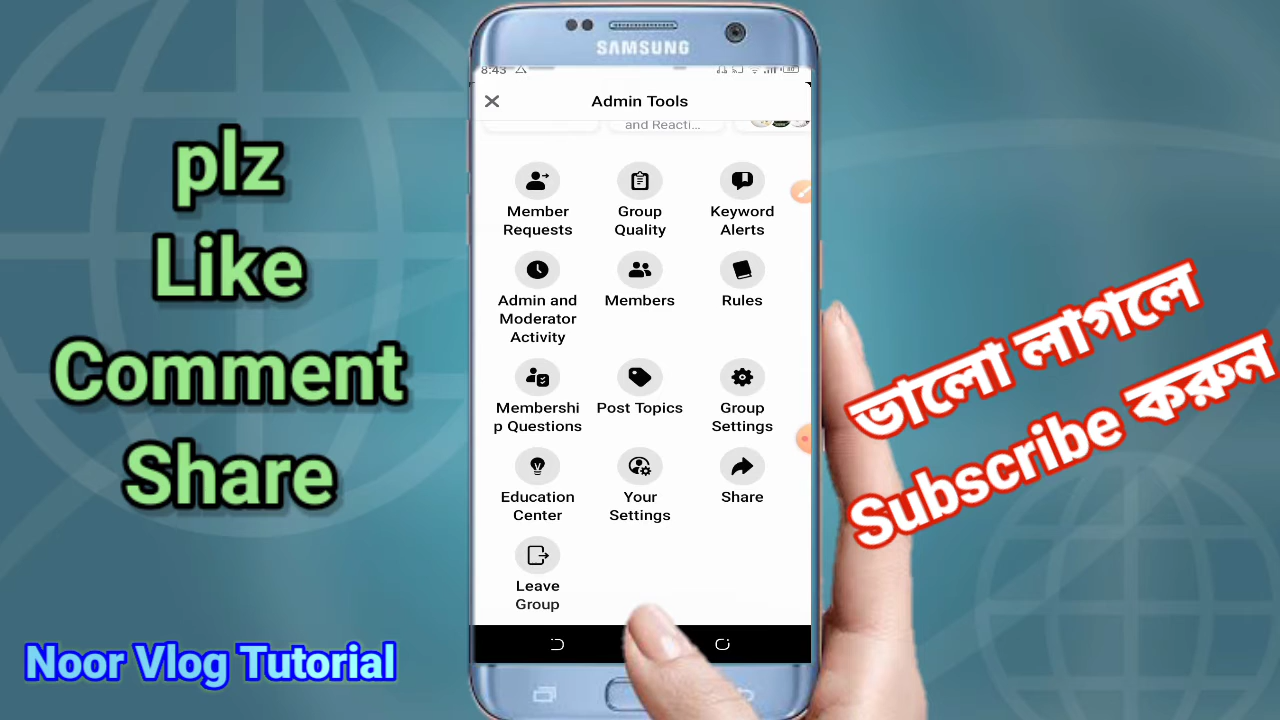 plz
Like
Comment
Share
Noor Vlog Tutorial
SAMSUNG
8:43
Admin Tools
and Reacti...
Member
Requests
Group
Quality
Keyword
Alerts
Admin and
Moderator
Activity
Members
Rules
Membershi
p Questions
Post Topics
Group
Settings
Education
Center
Your
Settings
Share
Leave
Group
ভালো লাগলে
Subscribe করুন